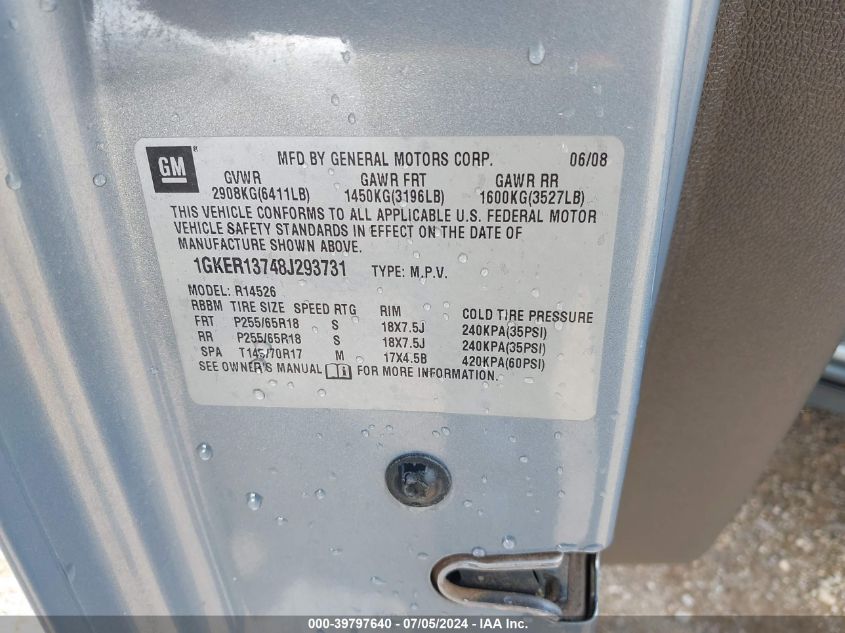 GM
MFD BY GENERAL MOTORS CORP. 06/08
GVWR GAWR FRT GAWR RR
2908KG(6411LB) 1450KG(3196LB) 1600KG(3527LB)
THIS VEHICLE CONFORMS TO ALL APPLICABLE U.S. FEDERAL MOTOR
VEHICLE SAFETY STANDARDS IN EFFECT ON THE DATE OF
MANUFACTURE SHOWN ABOVE.
1GKER13748J293731 TYPE: M.P.V.
MODEL: R14526
RBBM TIRE SIZE SPEED RTG RIM COLD TIRE PRESSURE
FRT P255/65R18 S 18X7.5J 240KPA(35PSI)
RR P255/65R18 S 18X7.5J 240KPA(35PSI)
SPA T145/70R17 M 17X4.5B 420KPA(60PSI)
SEE OWNER'S MANUAL FOR MORE INFORMATION.
000-39797640 - 07/05/2024 - IAA Inc.